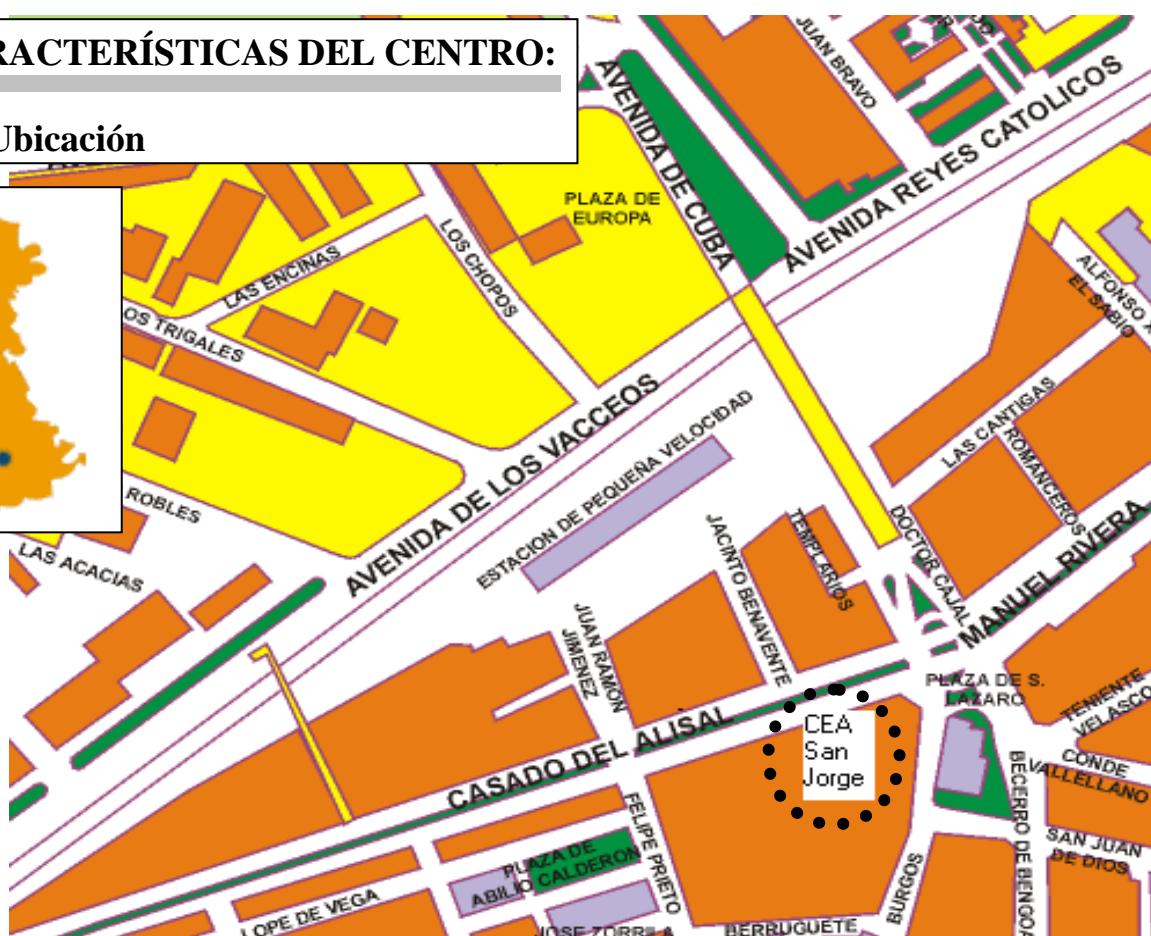 RACTERÍSTICAS DEL CENTRO:
Ubicación
JUAN BRAVO
AVENIDA REYES CATOLICOS
AVENIDA DE CUBA
PLAZA DE
EUROPA
LOS CHOPOS
LAS ENCINAS
OS TRIGALES
ALFONSO X
EL SABIO
AVENIDA DE LOS VACCEOS
ESTACION DE PEQUEÑA VELOCIDAD
LAS CANTIGAS
ROMANCEROS
ROBLES
LAS ACACIAS
JACINTO BENAVENTE
TEMPLARIOS
DOCTOR CAJAL
MANUEL RIVERA
JUAN RAMÓN
JIMENEZ
PLAZA DE S.
LAZARO
TENIENTE
VELASCO
CASADO DEL ALISAL
CEA
San
Jorge
CONDE
VALLELLANO
BECERRO DE BENGOA
FELIPE PRIETO
SAN JUAN
DE DIOS
PLAZA DE
ABILIO CALDERON
BURGOS
LOPE DE VEGA
JOSE ZORRILLA
BERRUGUETE